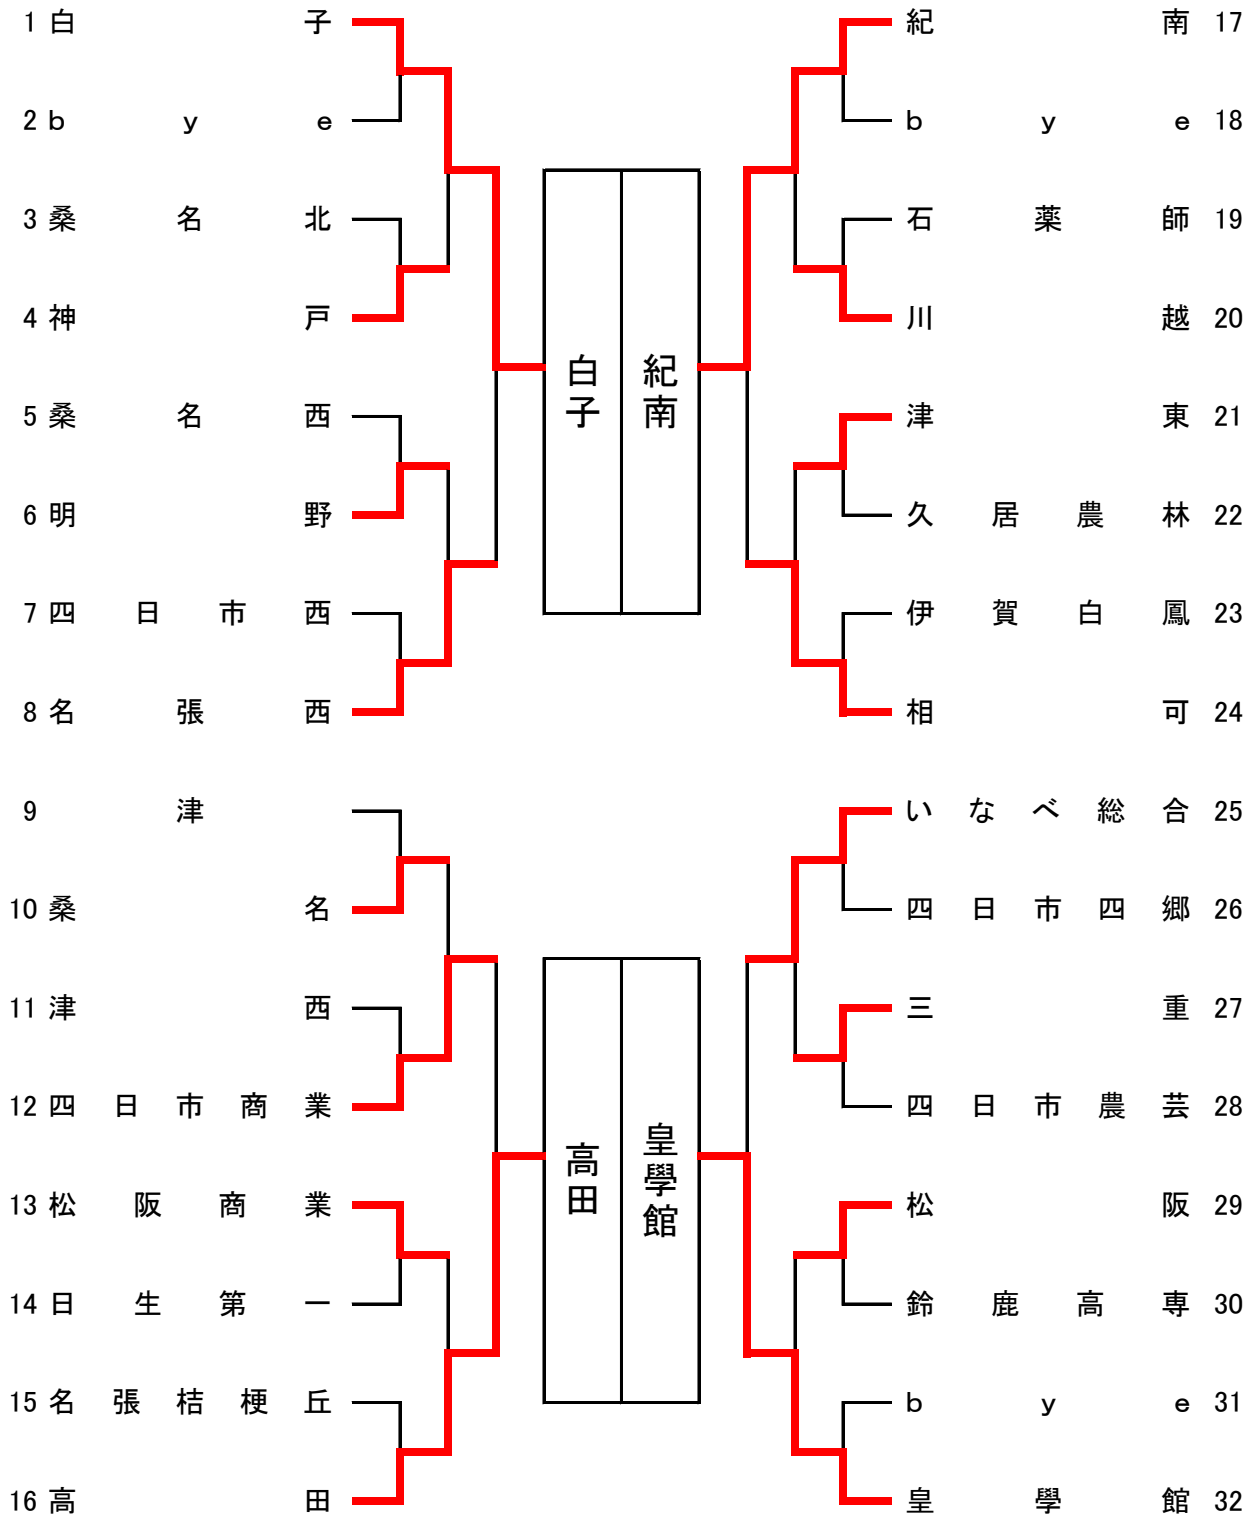 1 白子
2 ｂｙｅ
3 桑名北
4 神戸
5 桑名西
6 明野
7 四日市西
8 名張西
9 津
10 桑名
11 津西
12 四日市商業
13 松阪商業
14 日生第一
15 名張桔梗丘
16 高田
白子
紀南
高田
皇學館
紀南 17
ｂｙｅ 18
石薬師 19
川越 20
津東 21
久居農林 22
伊賀白鳳 23
相可 24
いなべ総合 25
四日市四郷 26
三重 27
四日市農芸 28
松阪 29
鈴鹿高専 30
ｂｙｅ 31
皇學館 32